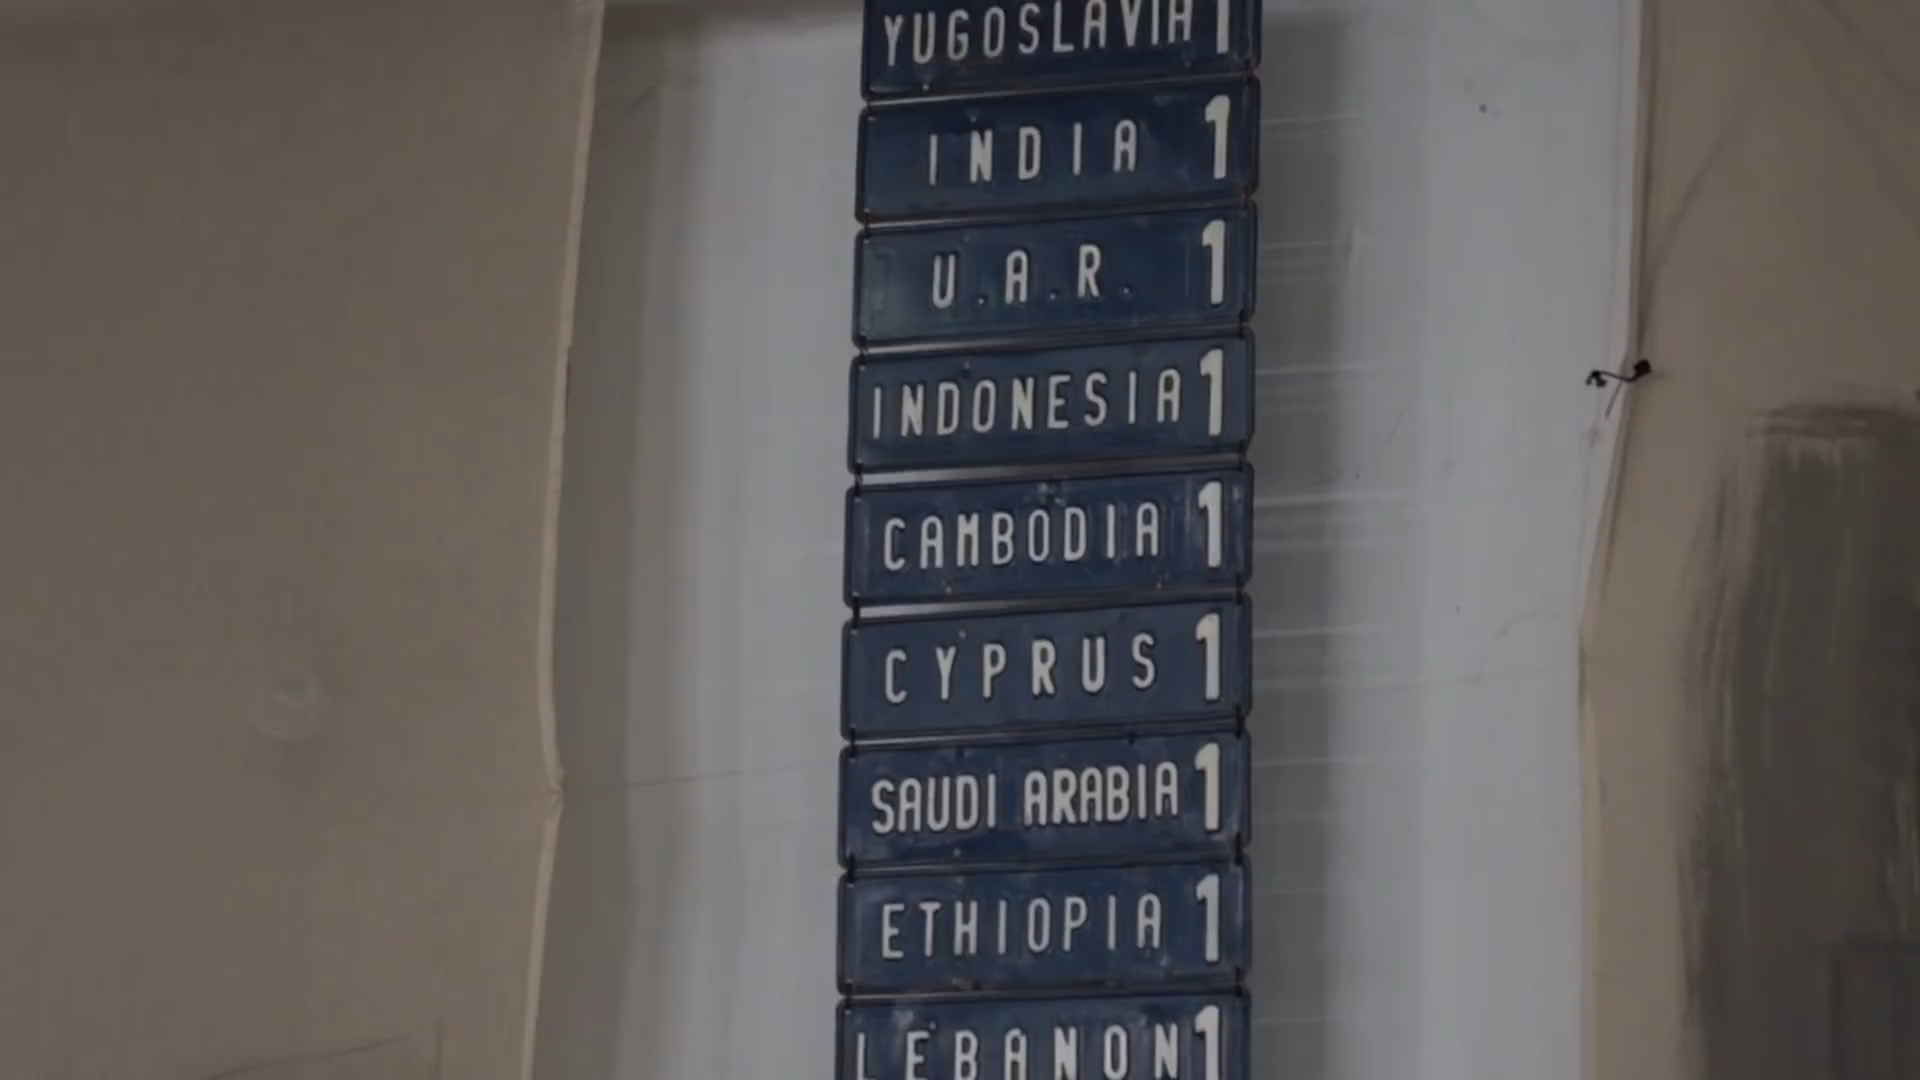 YUGOSLAVIA 1
INDIA 1
U.A.R. 1
INDONESIA 1
CAMBODIA 1
CYPRUS 1
SAUDI ARABIA 1
ETHIOPIA 1
LEBANON 1